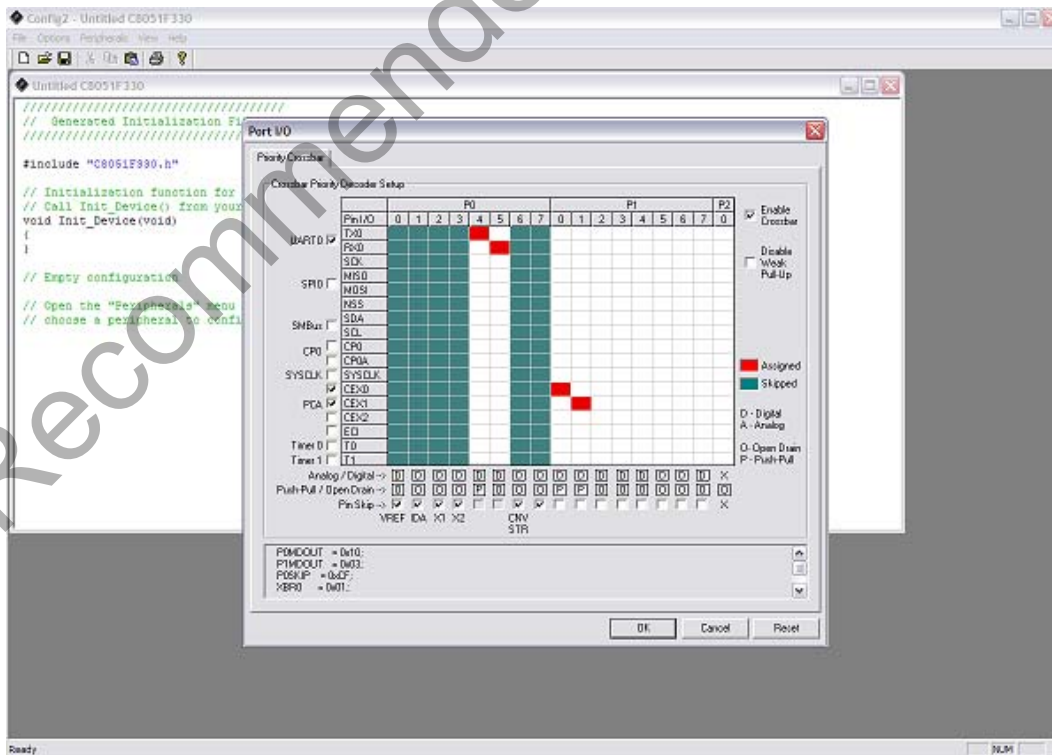 Config2 - Untitled C8051F330
File Options Peripherals View Help
Untitled C8051F330
///////////////////////////////////////
// Generated Initialization Fi
#include "C8051F330.h"
// Initialization function for
// Call Init_Device() from your
void Init_Device(void)
{
}
// Empty configuration
// Open the "Peripherals" menu
// choose a peripheral to confi
Port I/O
Priority Crossbar
Crossbar Priority Decoder Setup
P0 P1 P2
Pin I/O 0 1 2 3 4 5 6 7 0 1 2 3 4 5 6 7 0
UART0 TX0
RX0
SPI0 SCK
MISO
MOSI
NSS
SMBus SDA
SCL
CP0 CP0
CP0A
SYSCLK SYSCLK
PCA CEX0
CEX1
CEX2
ECI
Timer 0 T0
Timer 1 T1
Enable Crossbar
Disable Weak Pull-Up
Assigned
Skipped
D - Digital
A - Analog
O - Open Drain
P - Push-Pull
Analog / Digital ->
Push-Pull / Open Drain ->
Pin Skip ->
VREF IDA X1 X2 CNV
STR
P0MDOUT = 0x10;
P1MDOUT = 0x03;
P0SKIP = 0xCF;
XBR0 = 0x01;
OK Cancel Reset
Ready NUM
Recommende